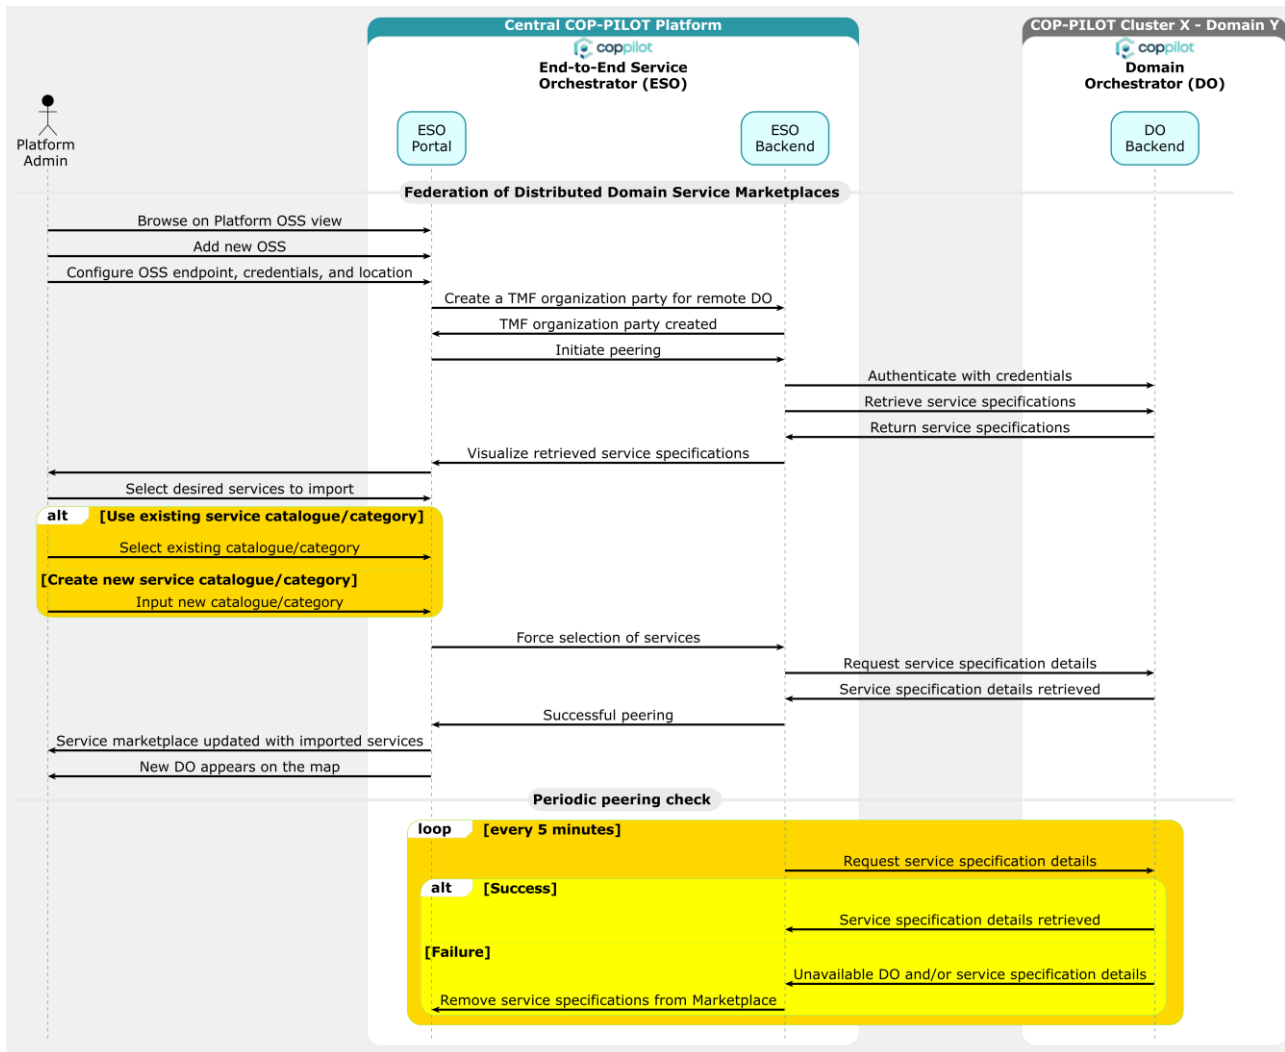 Central COP-PILOT Platform
COP-PILOT Cluster X - Domain Y
coppilot
coppilot
End-to-End Service
Orchestrator (ESO)
Domain
Orchestrator (DO)
Platform
Admin
ESO
Portal
ESO
Backend
DO
Backend
Federation of Distributed Domain Service Marketplaces
Browse on Platform OSS view
Add new OSS
Configure OSS endpoint, credentials, and location
Create a TMF organization party for remote DO
TMF organization party created
Initiate peering
Authenticate with credentials
Retrieve service specifications
Return service specifications
Visualize retrieved service specifications
Select desired services to import
alt [Use existing service catalogue/category]
Select existing catalogue/category
[Create new service catalogue/category]
Input new catalogue/category
Force selection of services
Request service specification details
Service specification details retrieved
Successful peering
Service marketplace updated with imported services
New DO appears on the map
Periodic peering check
loop [every 5 minutes]
Request service specification details
alt [Success]
Service specification details retrieved
[Failure]
Unavailable DO and/or service specification details
Remove service specifications from Marketplace